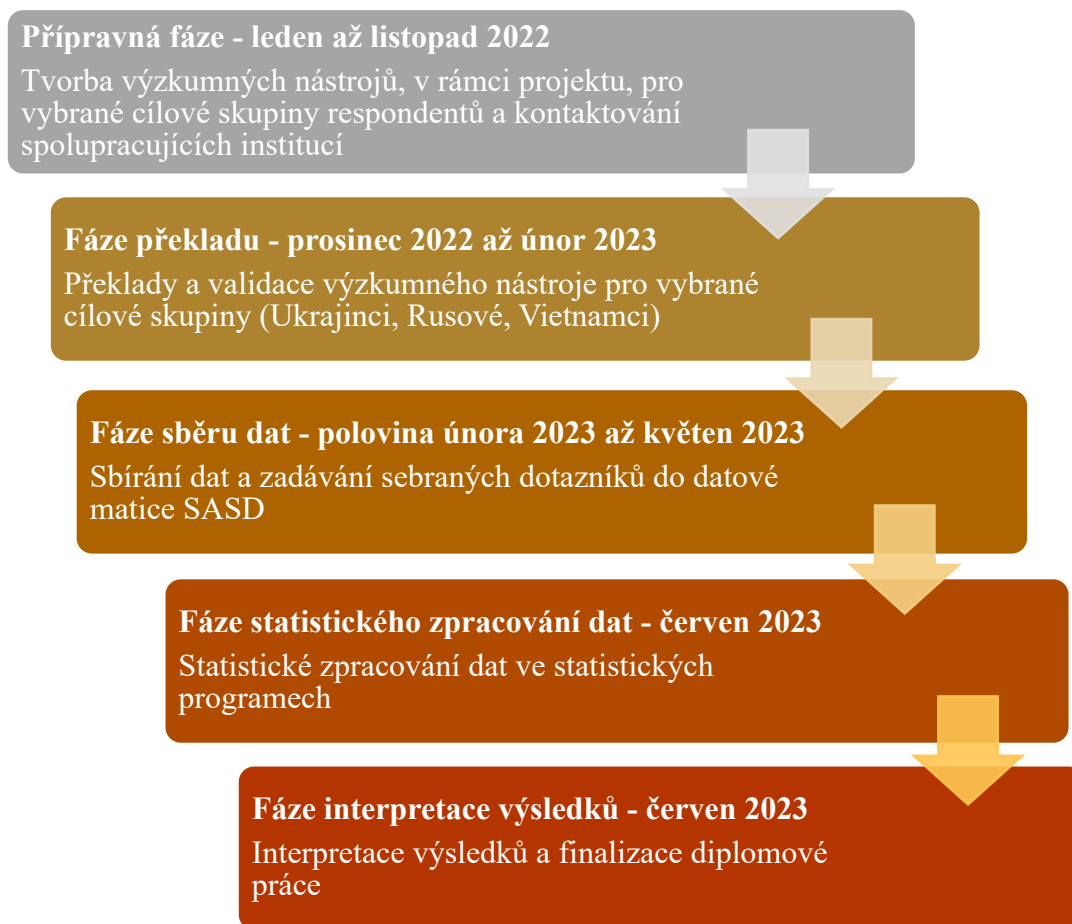 Přípravná fáze - leden až listopad 2022
Tvorba výzkumných nástrojů, v rámci projektu, pro
vybrané cílové skupiny respondentů a kontaktování
spolupracujících institucí
Fáze překladu - prosinec 2022 až únor 2023
Překlady a validace výzkumného nástroje pro vybrané
cílové skupiny (Ukrajinci, Rusové, Vietnamci)
Fáze sběru dat - polovina února 2023 až květen 2023
Sbírání dat a zadávání sebraných dotazníků do datové
matice SASD
Fáze statistického zpracování dat - červen 2023
Statistické zpracování dat ve statistických
programech
Fáze interpretace výsledků - červen 2023
Interpretace výsledků a finalizace diplomové
práce